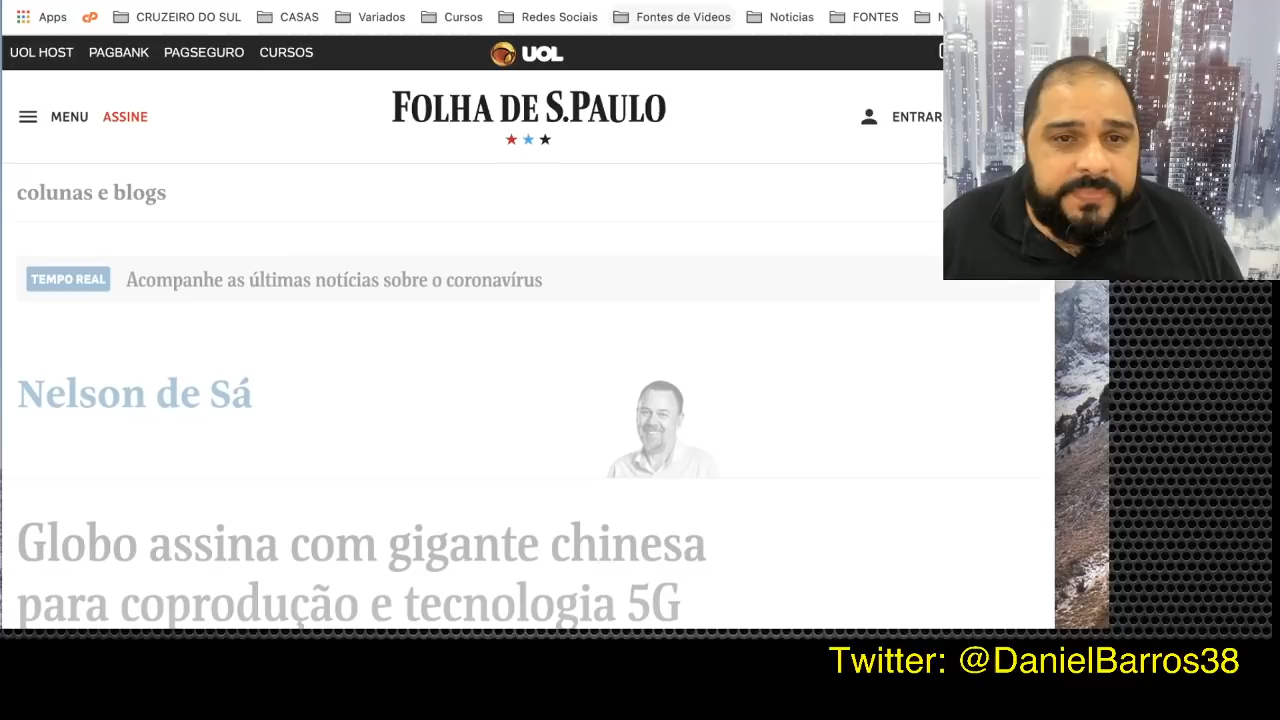 Apps CRUZEIRO DO SUL CASAS Variados Cursos Redes Sociais Fontes de Videos Noticias FONTES
UOL HOST PAGBANK PAGSEGURO CURSOS UOL
MENU ASSINE FOLHA DE S.PAULO ENTRAR
colunas e blogs
TEMPO REAL Acompanhe as últimas notícias sobre o coronavírus
Nelson de Sá
Globo assina com gigante chinesa
para coprodução e tecnologia 5G
Twitter: @DanielBarros38